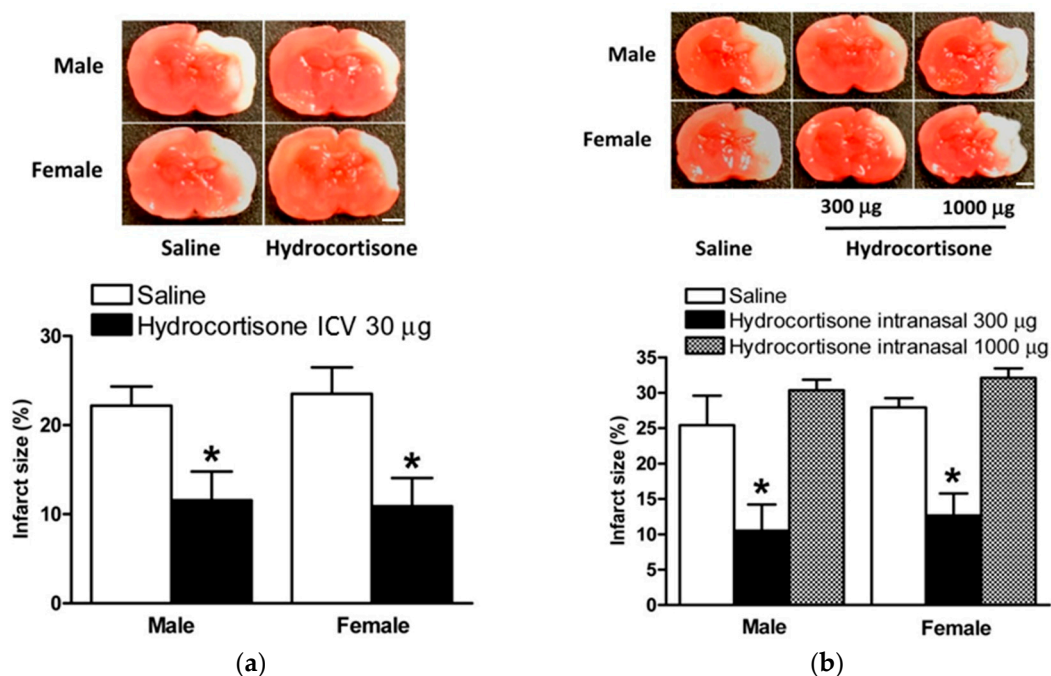 Male
Female
Saline
Hydrocortisone
Saline
Hydrocortisone ICV 30 μg
30
20
10
0
Infarct size (%)
*
*
Male
Female
(a)
Male
Female
300 μg
1000 μg
Saline
Hydrocortisone
Saline
Hydrocortisone intranasal 300 μg
Hydrocortisone intranasal 1000 μg
35
30
25
20
15
10
5
0
Infarct size (%)
*
*
Male
Female
(b)